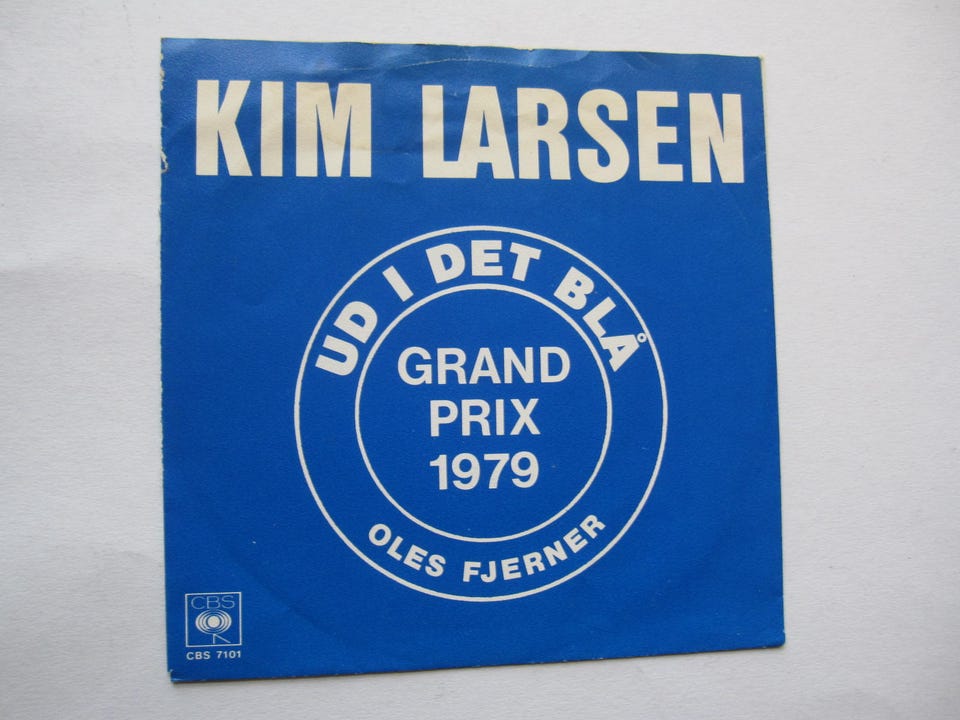 KIM LARSEN
UD I DET BLÅ
GRAND
PRIX
1979
OLES FJERNER
CBS
CBS 7101